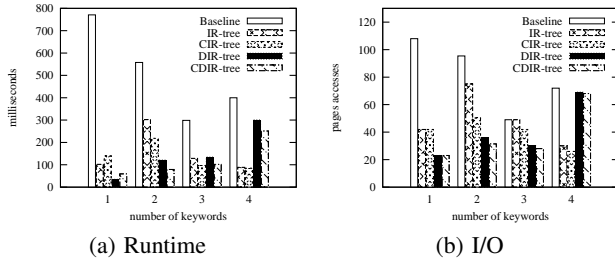 800
700
600
500
400
300
200
100
0
milliseconds
Baseline
IR-tree
CIR-tree
DIR-tree
CDIR-tree
1 2 3 4
number of keywords
(a) Runtime
120
100
80
60
40
20
0
pages accesses
Baseline
IR-tree
CIR-tree
DIR-tree
CDIR-tree
1 2 3 4
number of keywords
(b) I/O